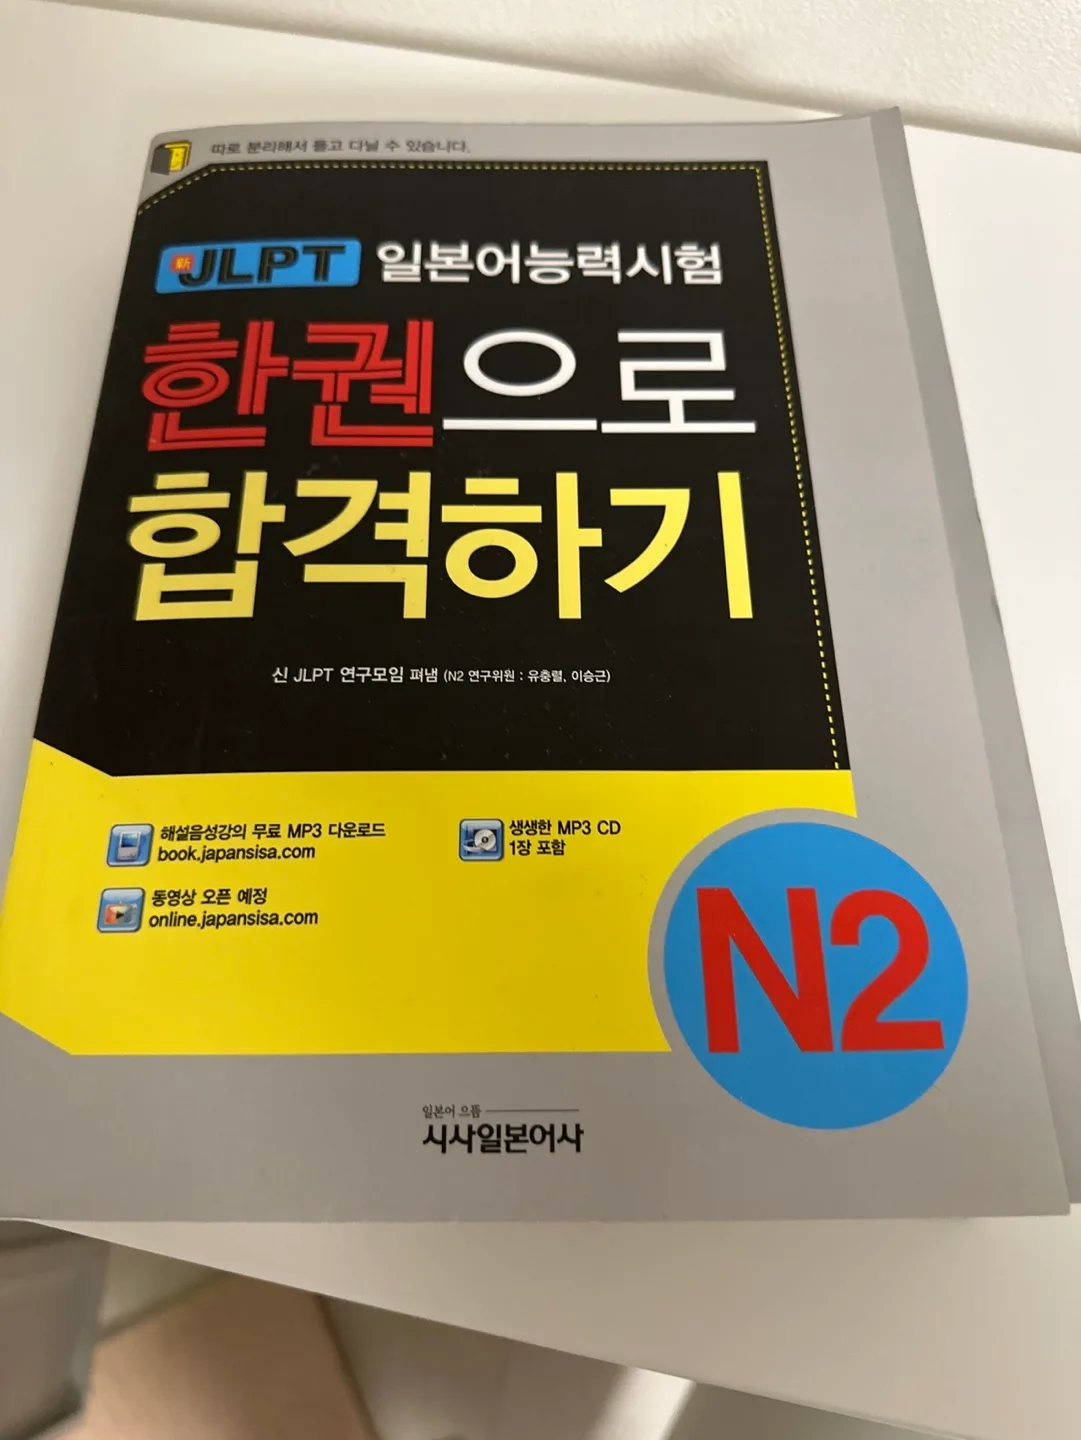 따로 분리해서 들고 다닐 수 있습니다.
新 JLPT 일본어능력시험
한권으로
합격하기
신 JLPT 연구모임 펴냄 (N2 연구위원 : 유충렬, 이승근)
해설음성강의 무료 MP3 다운로드
book.japansisa.com
생생한 MP3 CD
1장 포함
동영상 오픈 예정
online.japansisa.com
N2
일본어 으뜸
시사일본어사